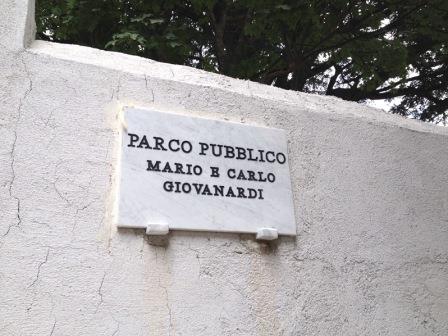 PARCO PUBBLICO
MARIO E CARLO
GIOVANARDI